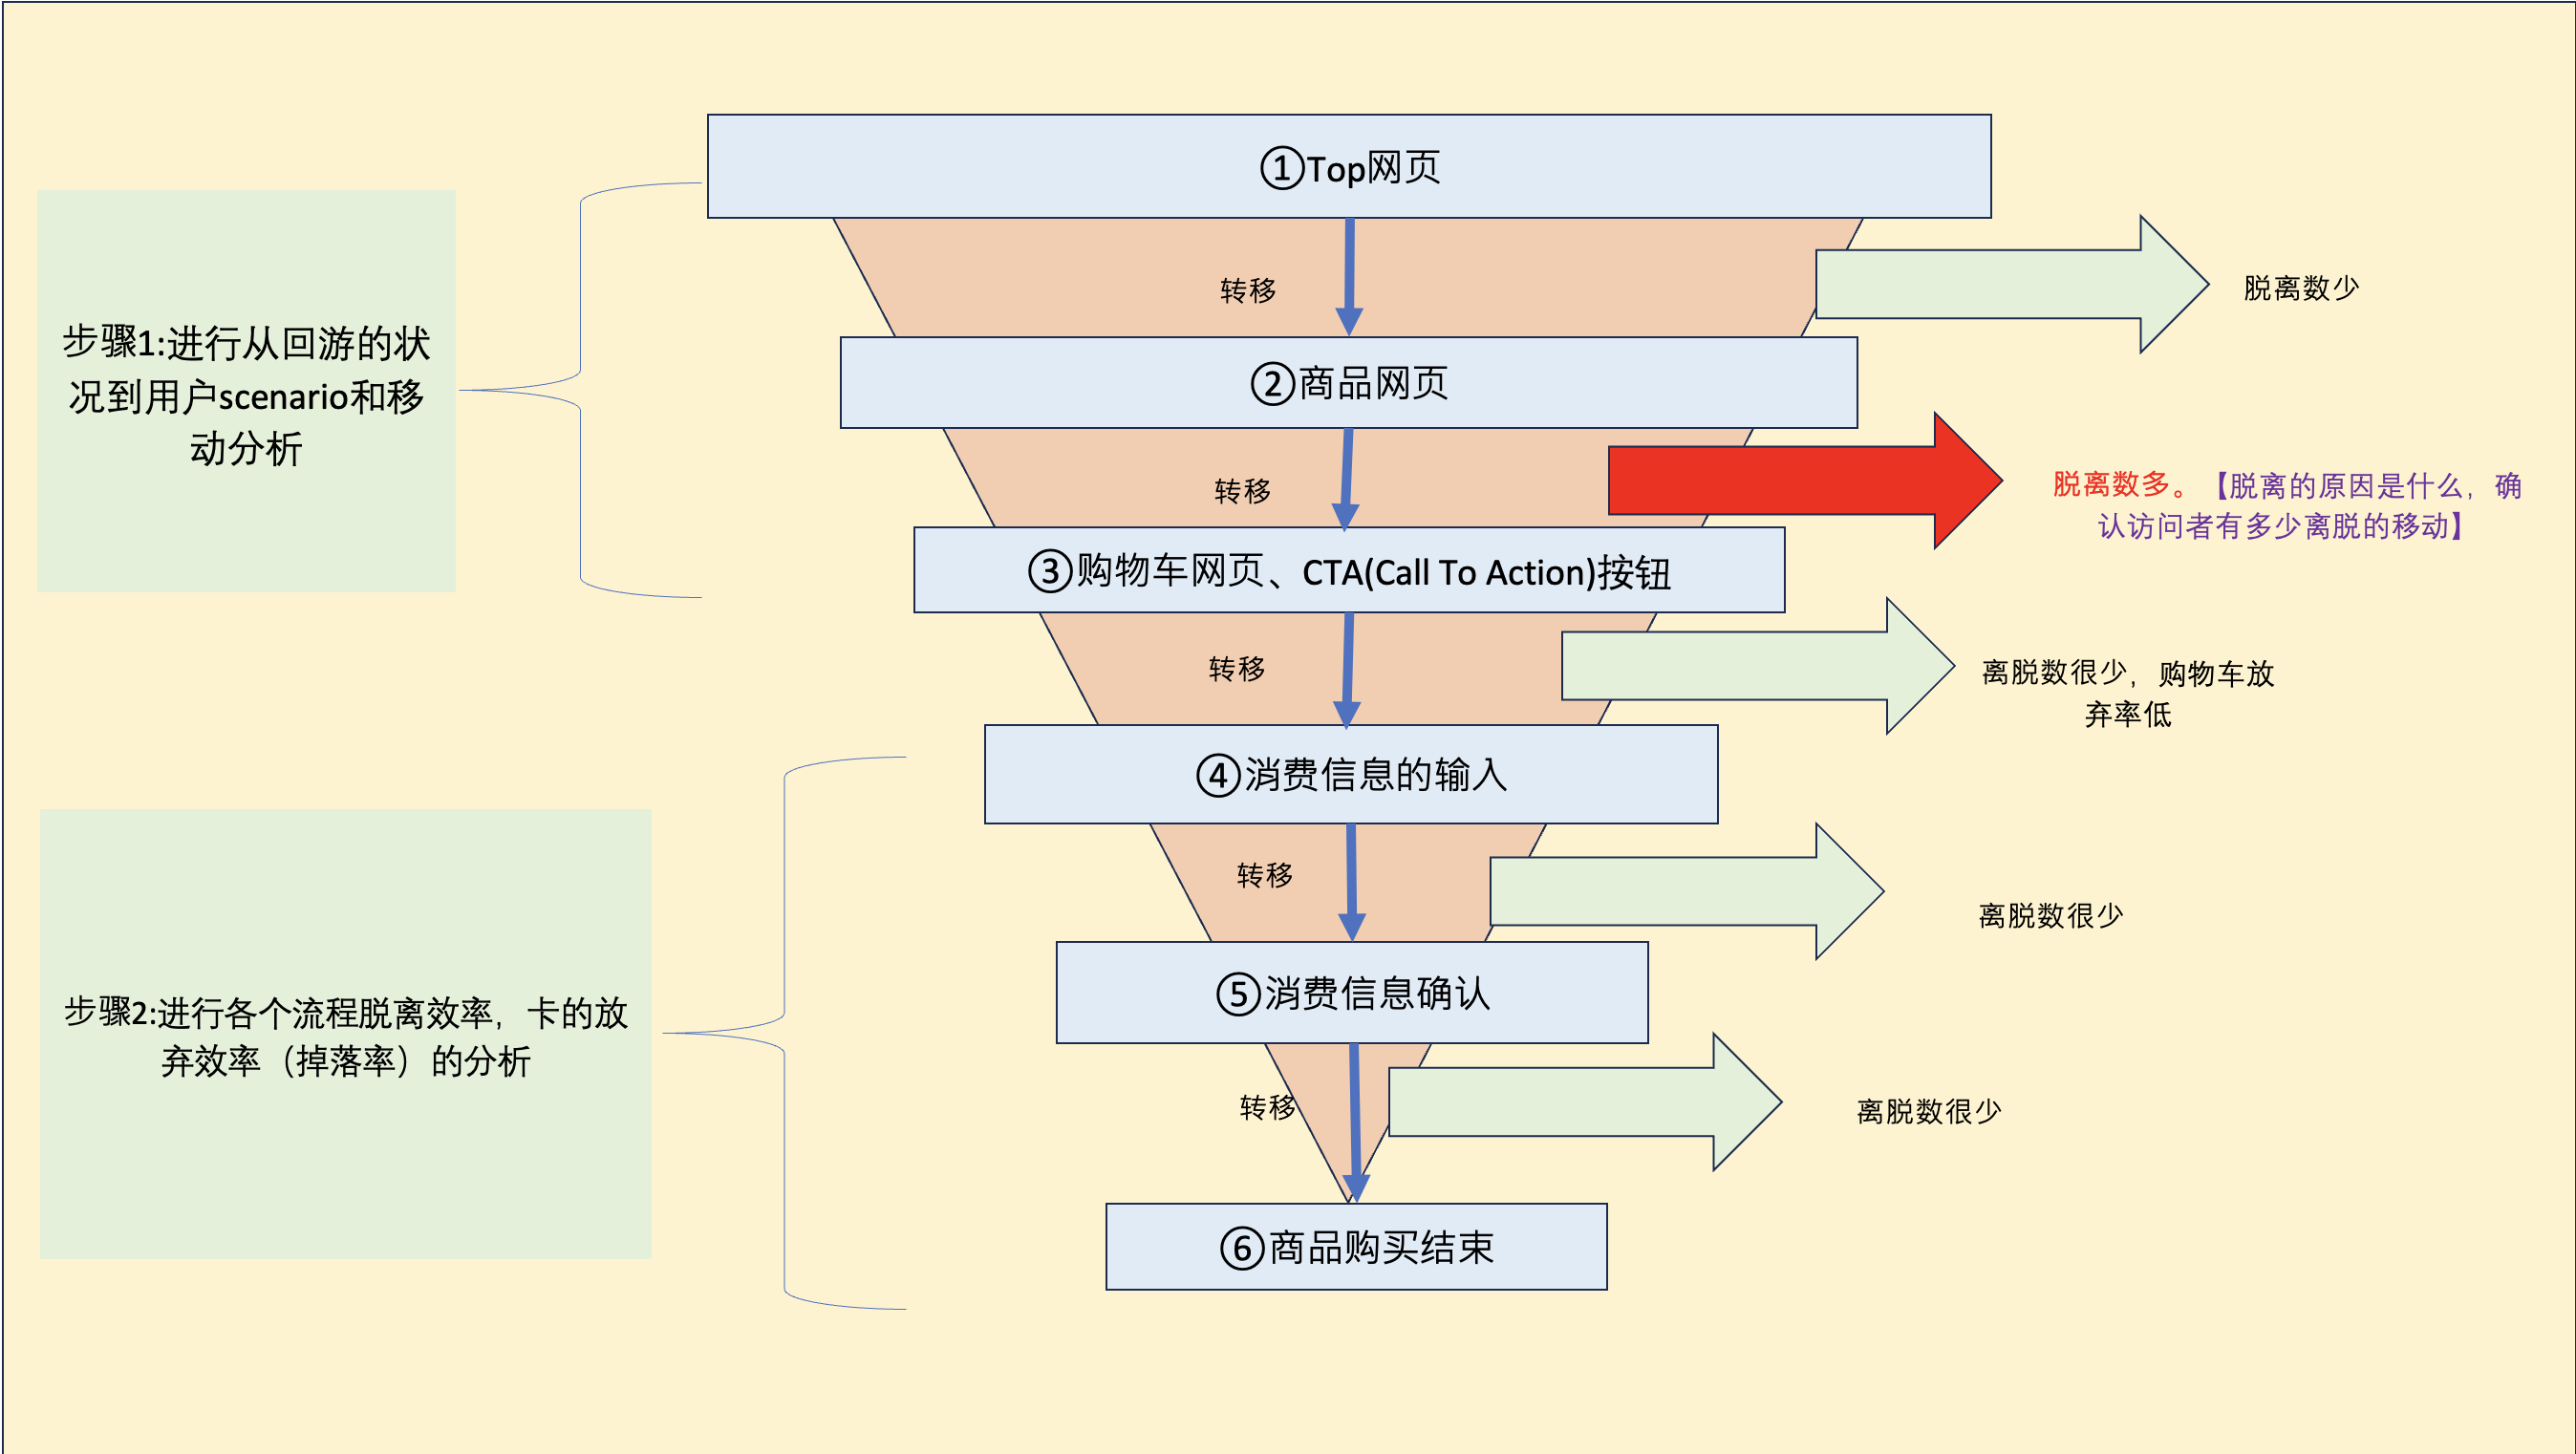 ①Top网页
转移
脱离数少
步骤1:进行从回游的状
况到用户scenario和移
动分析
②商品网页
转移
脱离数多。【脱离的原因是什么，确
认访问者有多少离脱的移动】
③购物车网页、CTA(Call To Action)按钮
转移
离脱数很少，购物车放
弃率低
④消费信息的输入
转移
离脱数很少
步骤2:进行各个流程脱离效率，卡的放
弃效率（掉落率）的分析
⑤消费信息确认
转移
离脱数很少
⑥商品购买结束